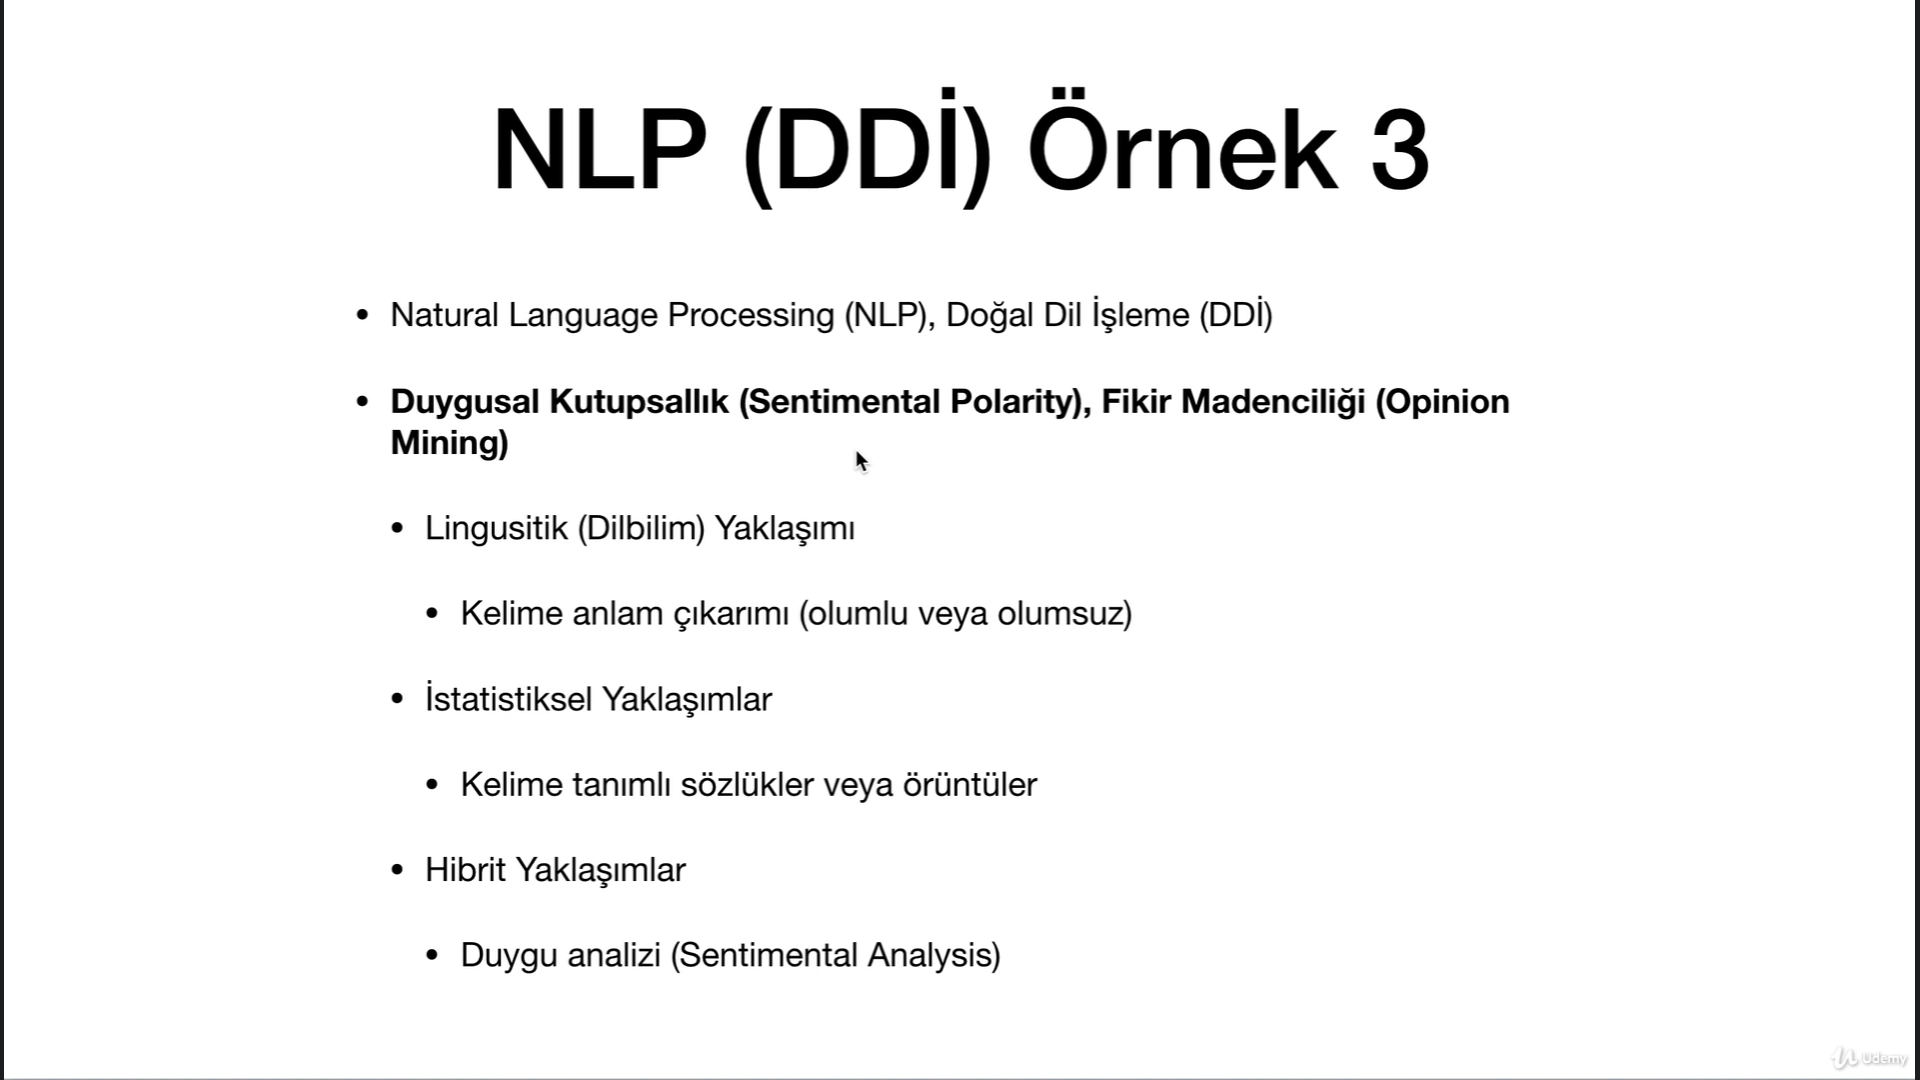 NLP (DDİ) Örnek 3
• Natural Language Processing (NLP), Doğal Dil İşleme (DDİ)
• Duygusal Kutupsallık (Sentimental Polarity), Fikir Madenciliği (Opinion
Mining)
• Lingusitik (Dilbilim) Yaklaşımı
• Kelime anlam çıkarımı (olumlu veya olumsuz)
• İstatistiksel Yaklaşımlar
• Kelime tanımlı sözlükler veya örüntüler
• Hibrit Yaklaşımlar
• Duygu analizi (Sentimental Analysis)
Udemy